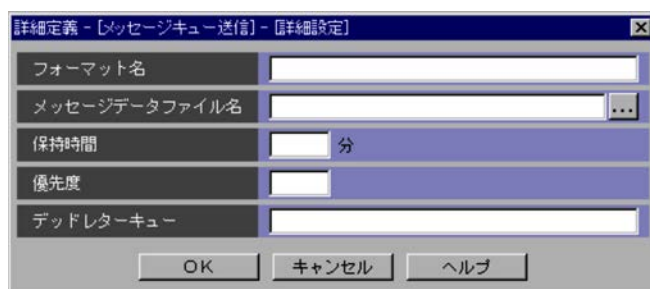 詳細定義 - [メッセージキュー送信] - [詳細設定]
フォーマット名
メッセージデータファイル名 ...
保持時間 分
優先度
デッドレターキュー
OK キャンセル ヘルプ